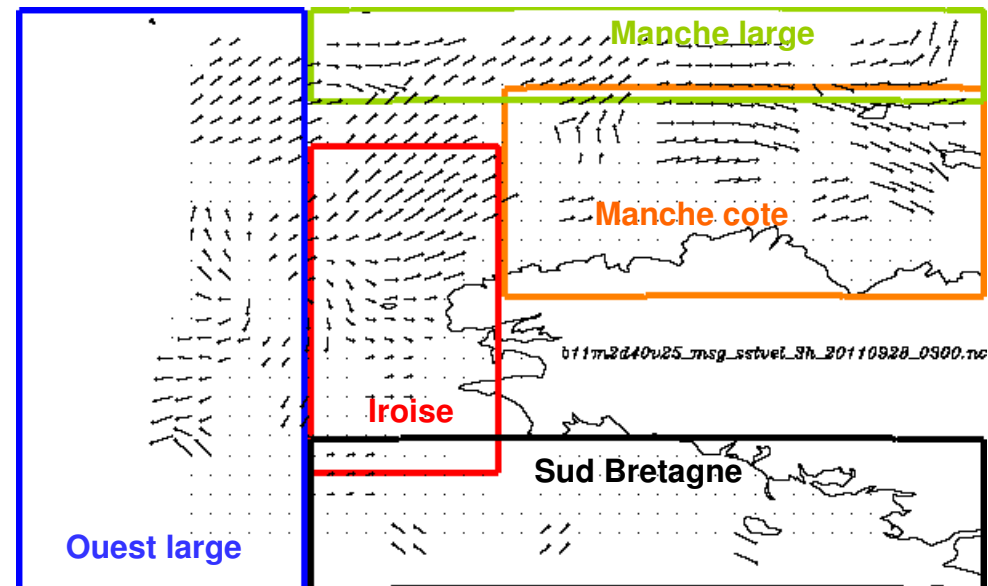 Manche large
Manche cote
b11m2d40v25_msg_sstvel_3h_20110928_0900.nc
Iroise
Sud Bretagne
Ouest large